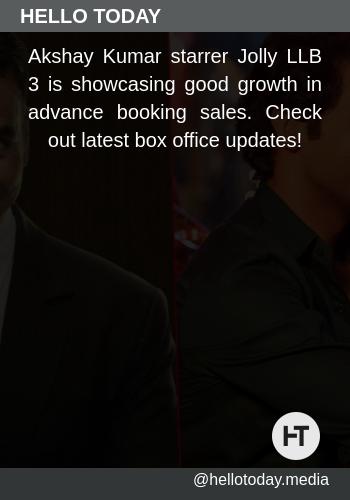 HELLO TODAY
Akshay Kumar starrer Jolly LLB
3 is showcasing good growth in
advance booking sales. Check
out latest box office updates!
HT
@hellotoday.media